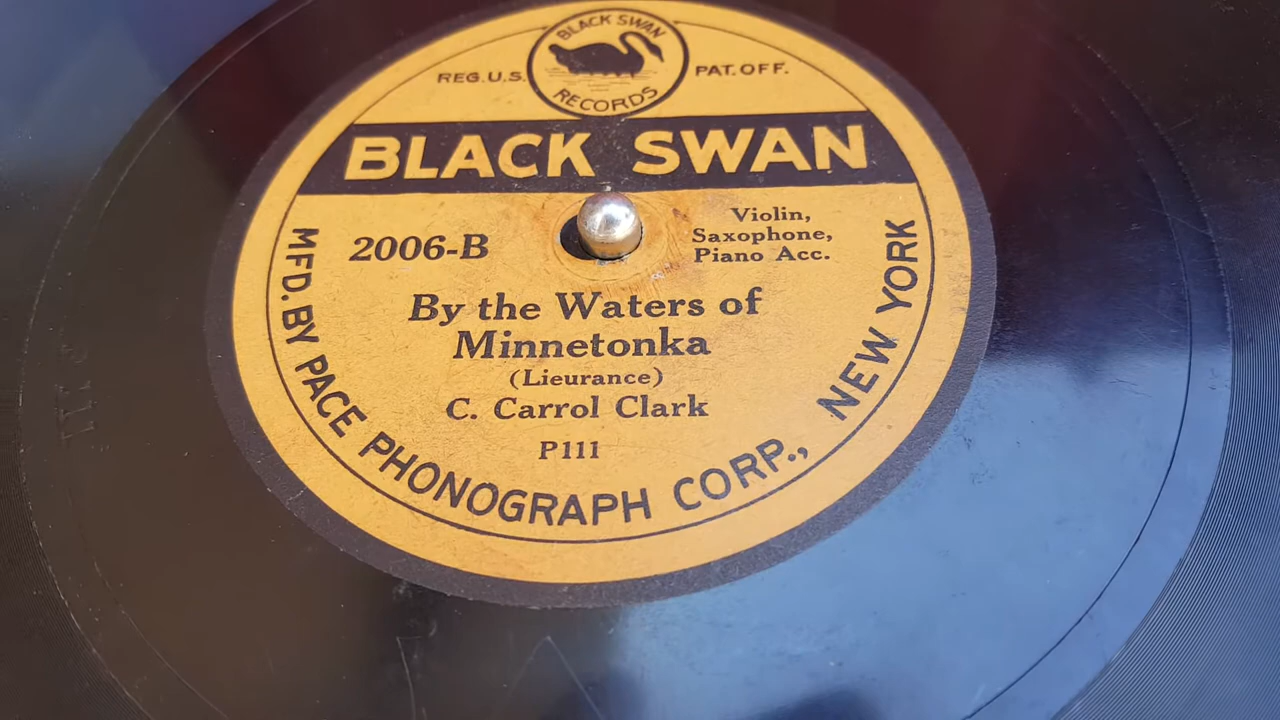 BLACK SWAN
REG. U.S.
PAT. OFF.
RECORDS
BLACK SWAN
2006-B
Violin,
Saxophone,
Piano Acc.
By the Waters of
Minnetonka
(Lieurance)
C. Carrol Clark
P111
MFD. BY PACE PHONOGRAPH CORP., NEW YORK